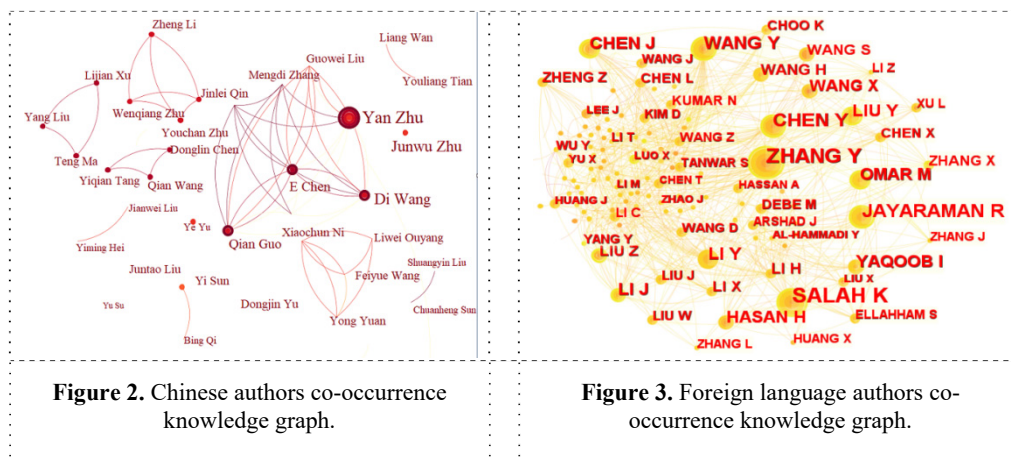 Zheng Li
Liang Wan
Guowei Liu
Mengdi Zhang
Lijian Xu
Youliang Tian
Jinlei Qin
Wenqiang Zhu
Yang Liu
Youchan Zhu
Yan Zhu
Junwu Zhu
Donglin Chen
Teng Ma
E Chen
Yiqian Tang
Qian Wang
Di Wang
Jianwei Liu
Ye Yu
Qian Guo
Xiaochun Ni
Liwei Ouyang
Yiming Hei
Feiyue Wang
Shuangyin Liu
Juntao Liu
Yi Sun
Yu Su
Dongjin Yu
Yong Yuan
Chuanheng Sun
Bing Qi
Figure 2. Chinese authors co-occurrence
knowledge graph.
CHOO K
CHEN J
WANG Y
WANG S
WANG J
LI Z
ZHENG Z
CHEN L
WANG H
WANG X
KUMAR N
LEE J
KIM D
LIU Y
XU L
CHEN Y
LI T
WANG Z
CHEN X
WU Y
YU X
LUO X
TANWAR S
ZHANG Y
ZHANG X
LI M
CHEN T
HASSAN A
OMAR M
HUANG J
ZHAO J
DEBE M
LI C
ARSHAD J
JAYARAMAN R
WANG D
AL-HAMMADI Y
ZHANG J
YANG Y
LIU Z
LI Y
YAQOOB I
LIU J
LI H
LIU X
LI J
LI X
SALAH K
LIU W
HASAN H
ELLAHHAM S
ZHANG L
HUANG X
Figure 3. Foreign language authors co-
occurrence knowledge graph.